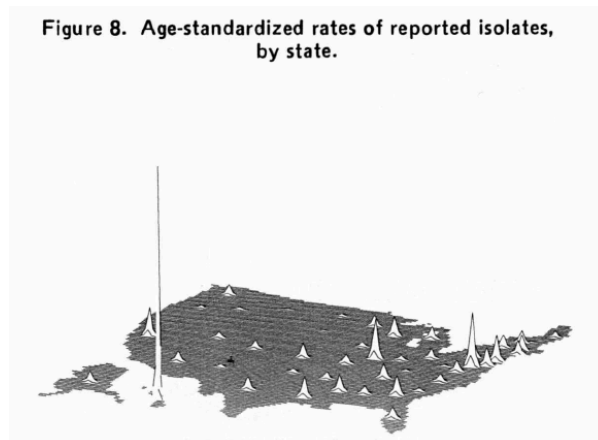 Figure 8. Age-standardized rates of reported isolates,
by state.